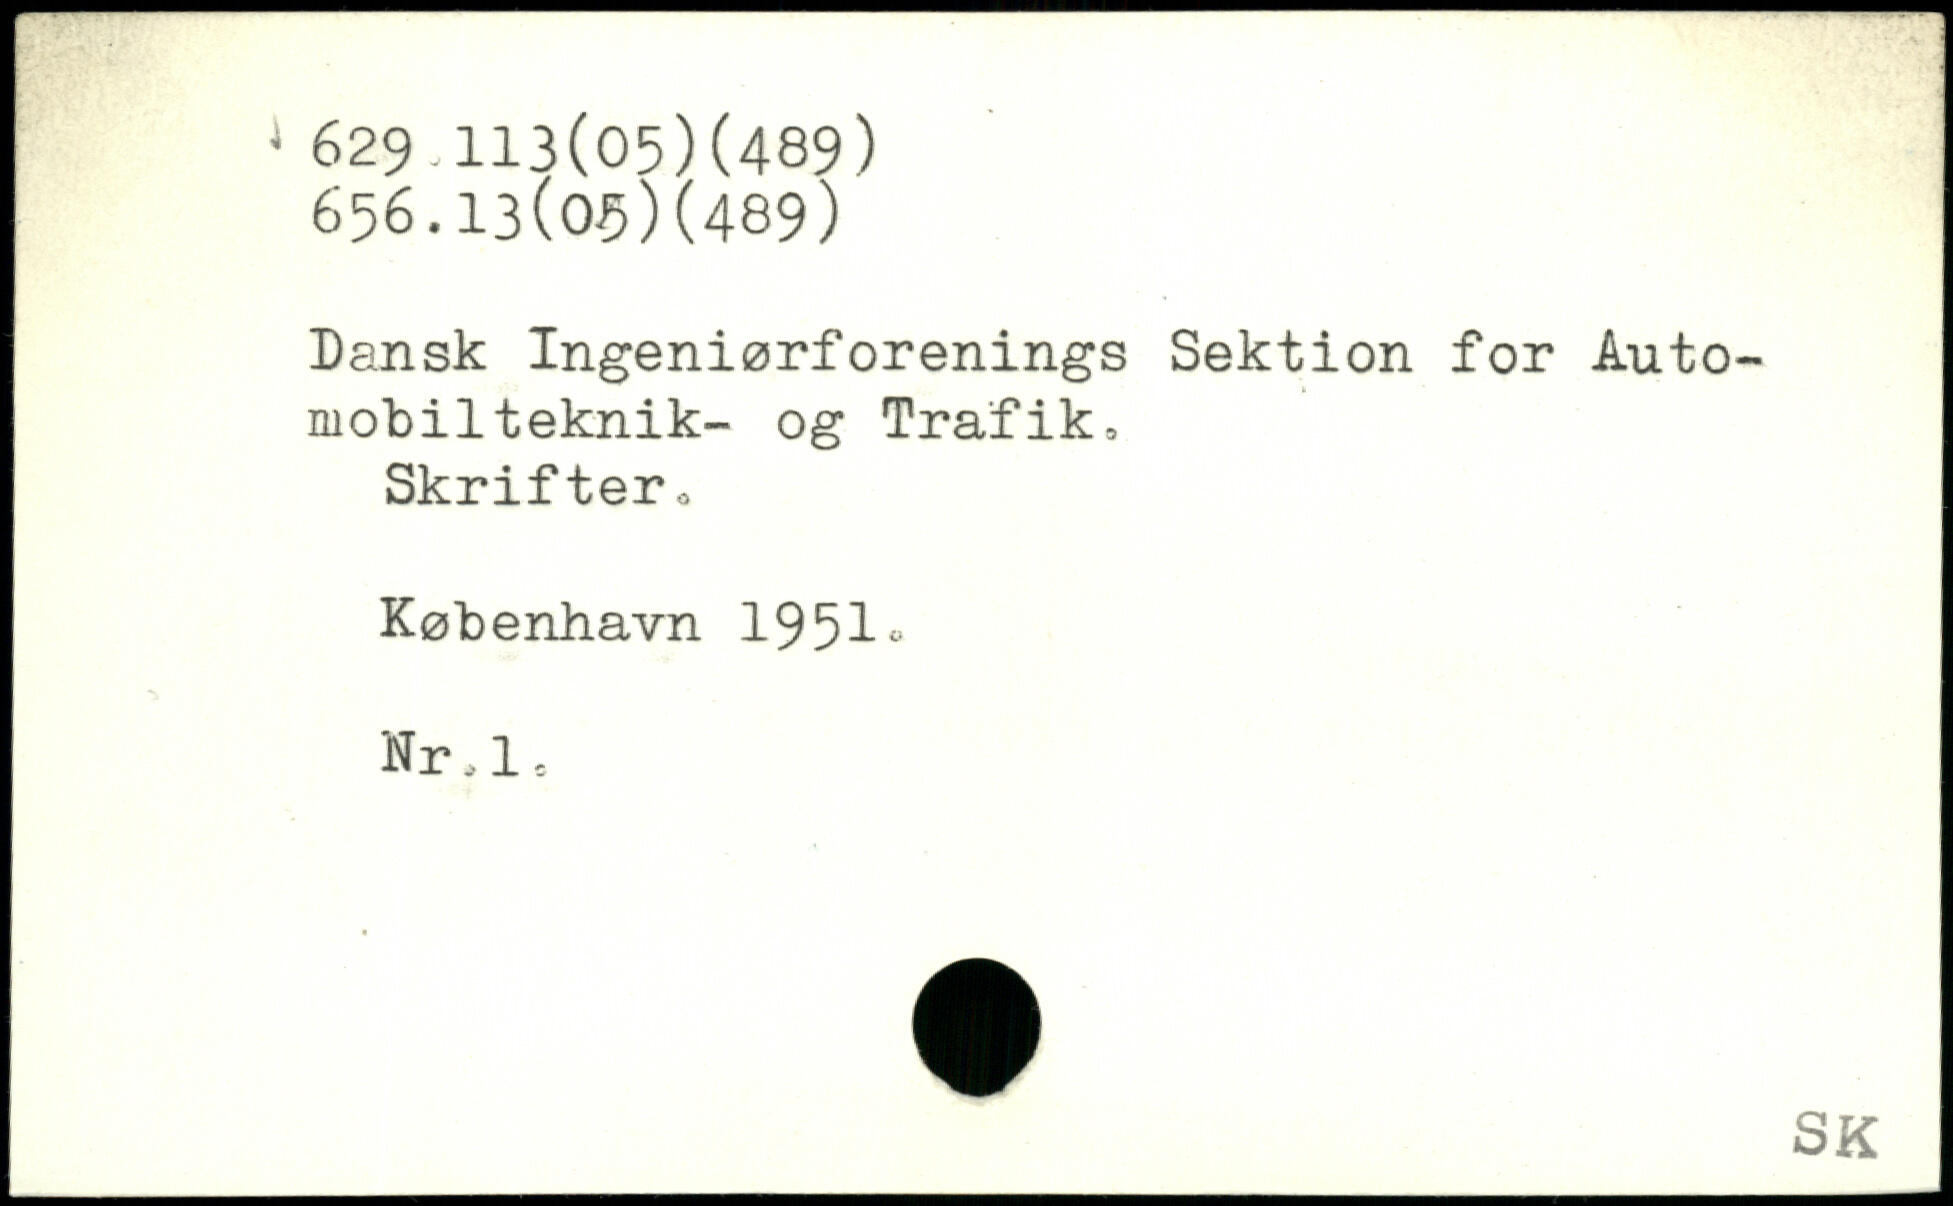 629.113(05)(489)
656.13(05)(489)
Dansk Ingeniørforenings Sektion for Auto-
mobilteknik- og Trafik.
Skrifter.
København 1951.
Nr.1.
SK